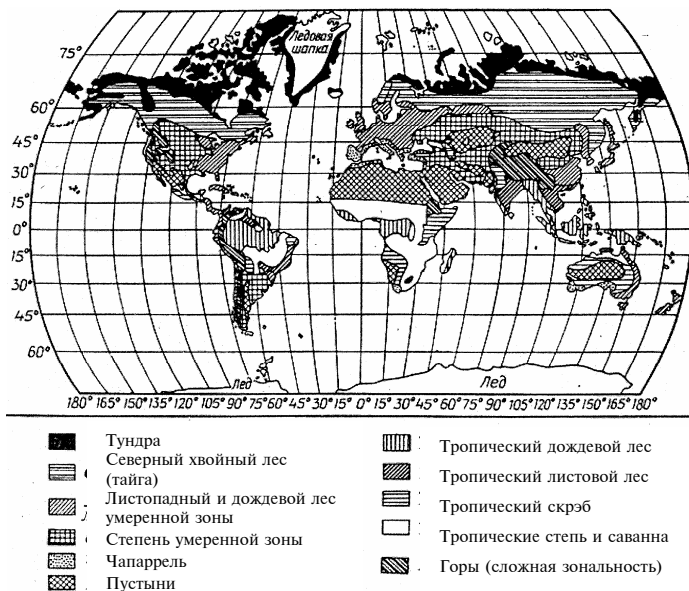 Ледовая
шапка
75°
60°
45°
30°
15°
0°
15°
30°
45°
60°
Лед
Лед
180° 165° 150° 135° 120° 105° 90° 75° 60° 45° 30° 15° 0° 15° 30° 45° 60° 75° 90° 105° 120° 135° 150° 165° 180°
Тундра
Северный хвойный лес
(тайга)
Листопадный и дождевой лес
умеренной зоны
Степень умеренной зоны
Чапаррель
Пустыни
Тропический дождевой лес
Тропический листовой лес
Тропический скрэб
Тропические степь и саванна
Горы (сложная зональность)